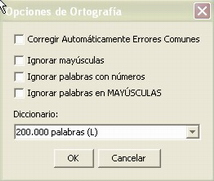 Opciones de Ortografía
Corregir Automáticamente Errores Comunes
Ignorar mayúsculas
Ignorar palabras con números
Ignorar palabras en MAYÚSCULAS
Diccionario:
200.000 palabras (L)
OK Cancelar